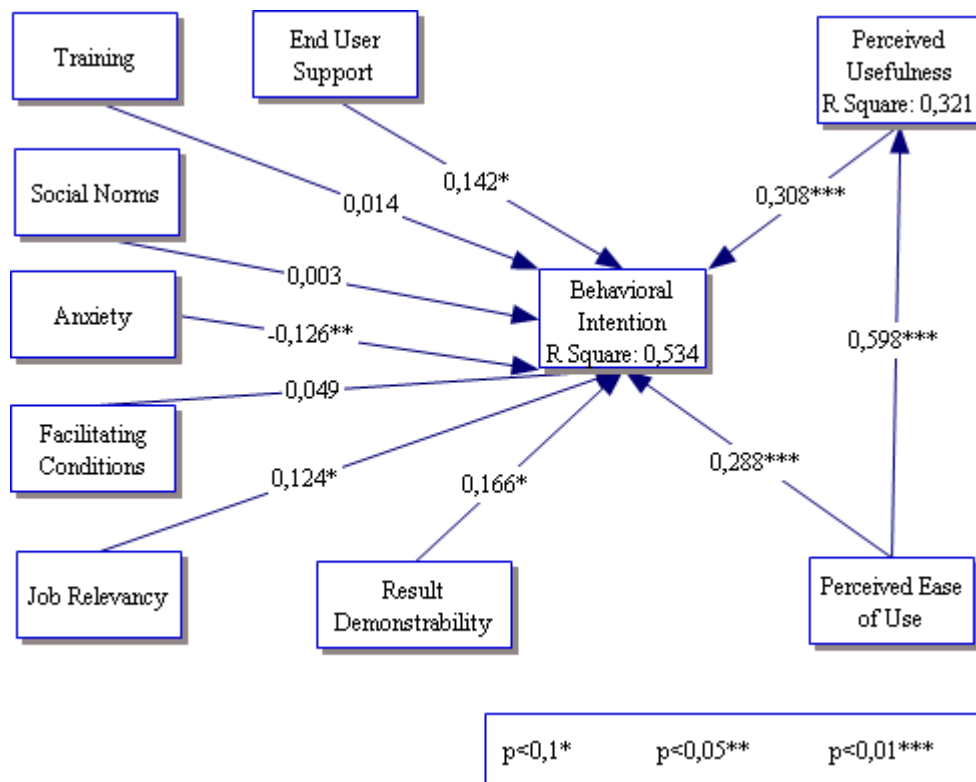 Training
End User
Support
Perceived
Usefulness
R Square: 0,321
Social Norms
0,142*
0,014
0,308***
0,003
Anxiety
-0,126**
Behavioral
Intention
R Square: 0,534
0,598***
0,049
Facilitating
Conditions
0,124*
0,166*
0,288***
Job Relevancy
Result
Demonstrability
Perceived Ease
of Use
p<0,1* p<0,05** p<0,01***